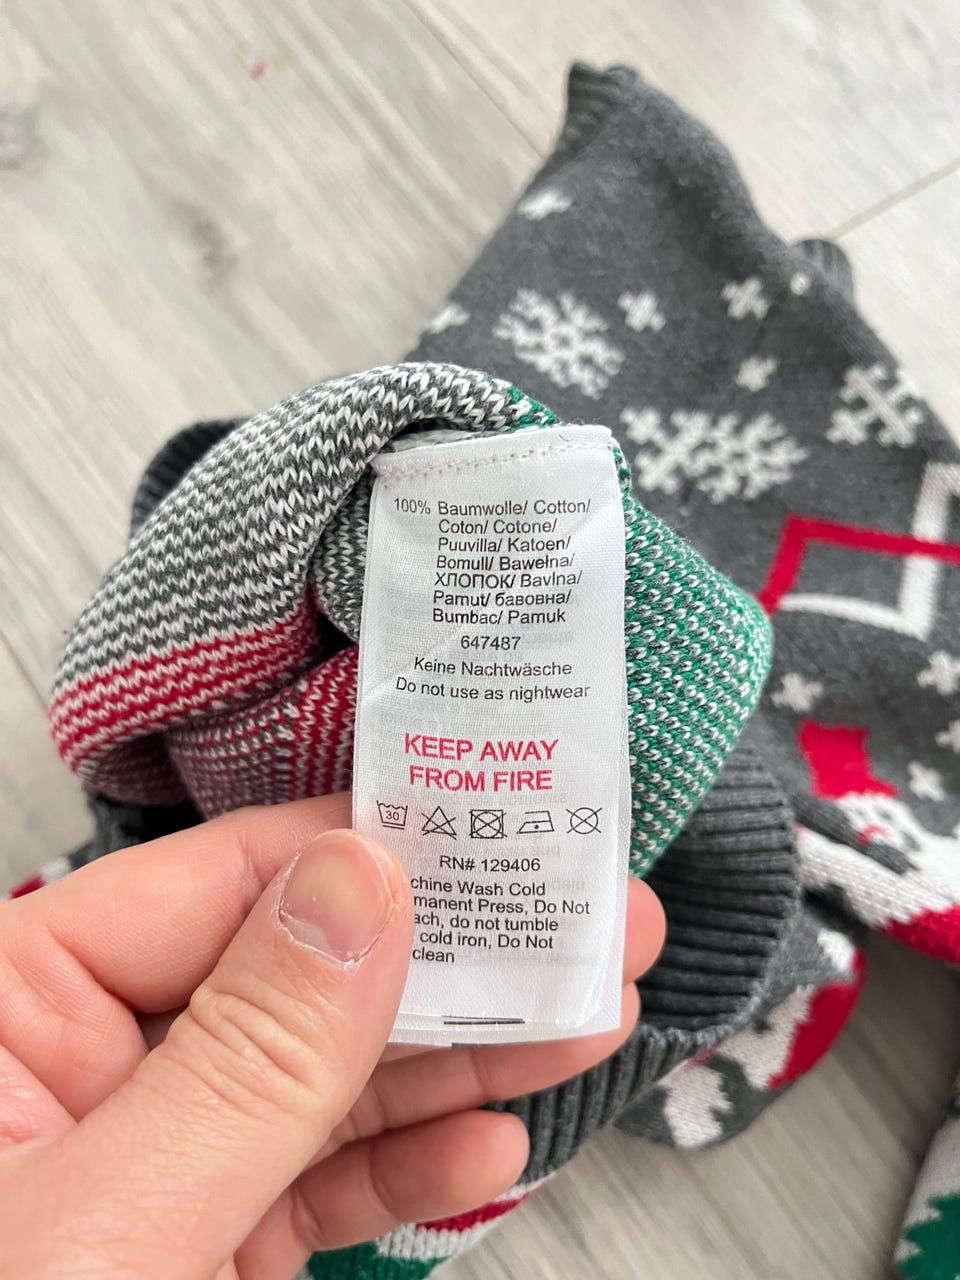 100% Baumwolle/ Cotton/
Coton/ Cotone/
Puuvilla/ Katoen/
Bomull/ Bawełna/
ХЛОПОК/ Bavlna/
Pamut/ бавовна/
Bumbac/ Pamuk
647487
Keine Nachtwäsche
Do not use as nightwear
KEEP AWAY
FROM FIRE
30
RN# 129406
chine Wash Cold
manent Press, Do Not
ach, do not tumble
cold iron, Do Not
clean